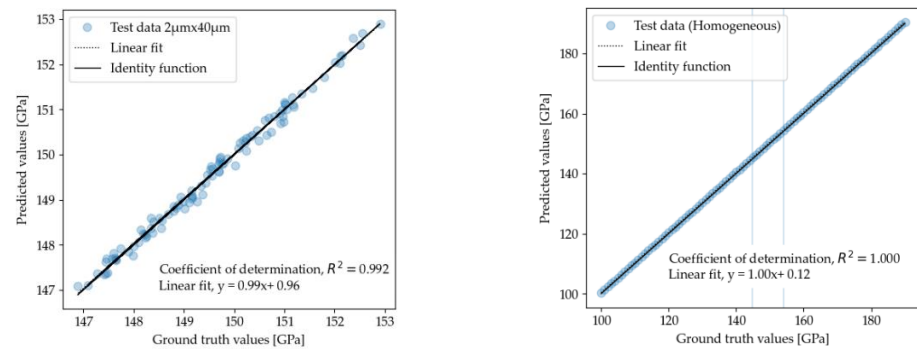 153
152
151
150
149
148
147
Predicted values [GPa]
Test data 2μmx40μm
Linear fit
Identity function
Coefficient of determination, R² = 0.992
Linear fit, y = 0.99x+ 0.96
147 148 149 150 151 152 153
Ground truth values [GPa]
180
160
140
120
100
Predicted values [GPa]
Test data (Homogeneous)
Linear fit
Identity function
Coefficient of determination, R² = 1.000
Linear fit, y = 1.00x+ 0.12
100 120 140 160 180
Ground truth values [GPa]